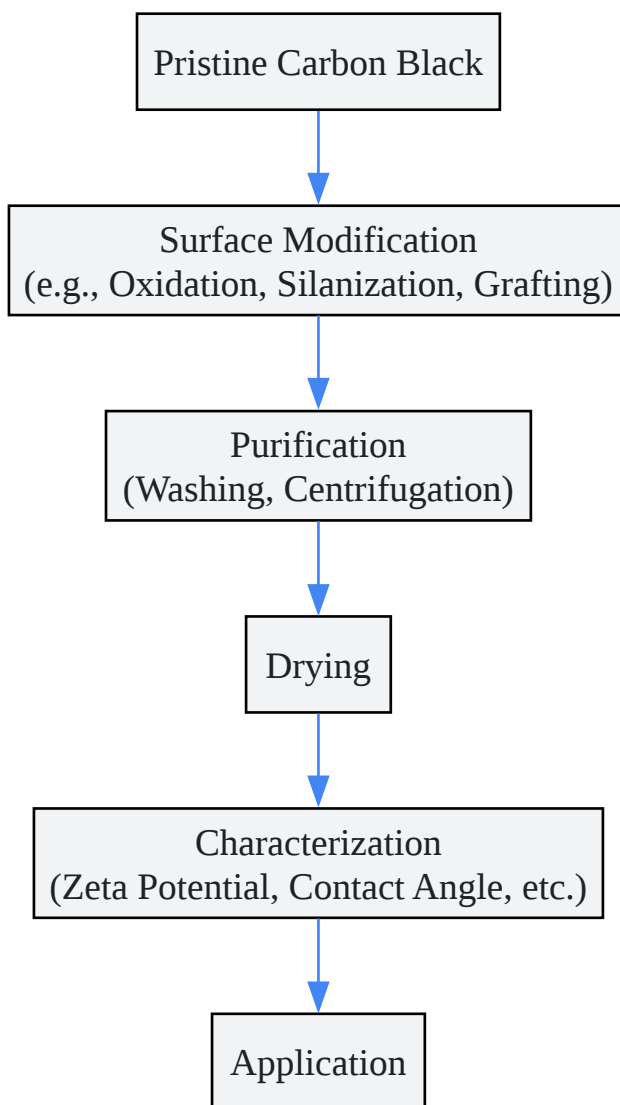 Pristine Carbon Black
Surface Modification
(e.g., Oxidation, Silanization, Grafting)
Purification
(Washing, Centrifugation)
Drying
Characterization
(Zeta Potential, Contact Angle, etc.)
Application